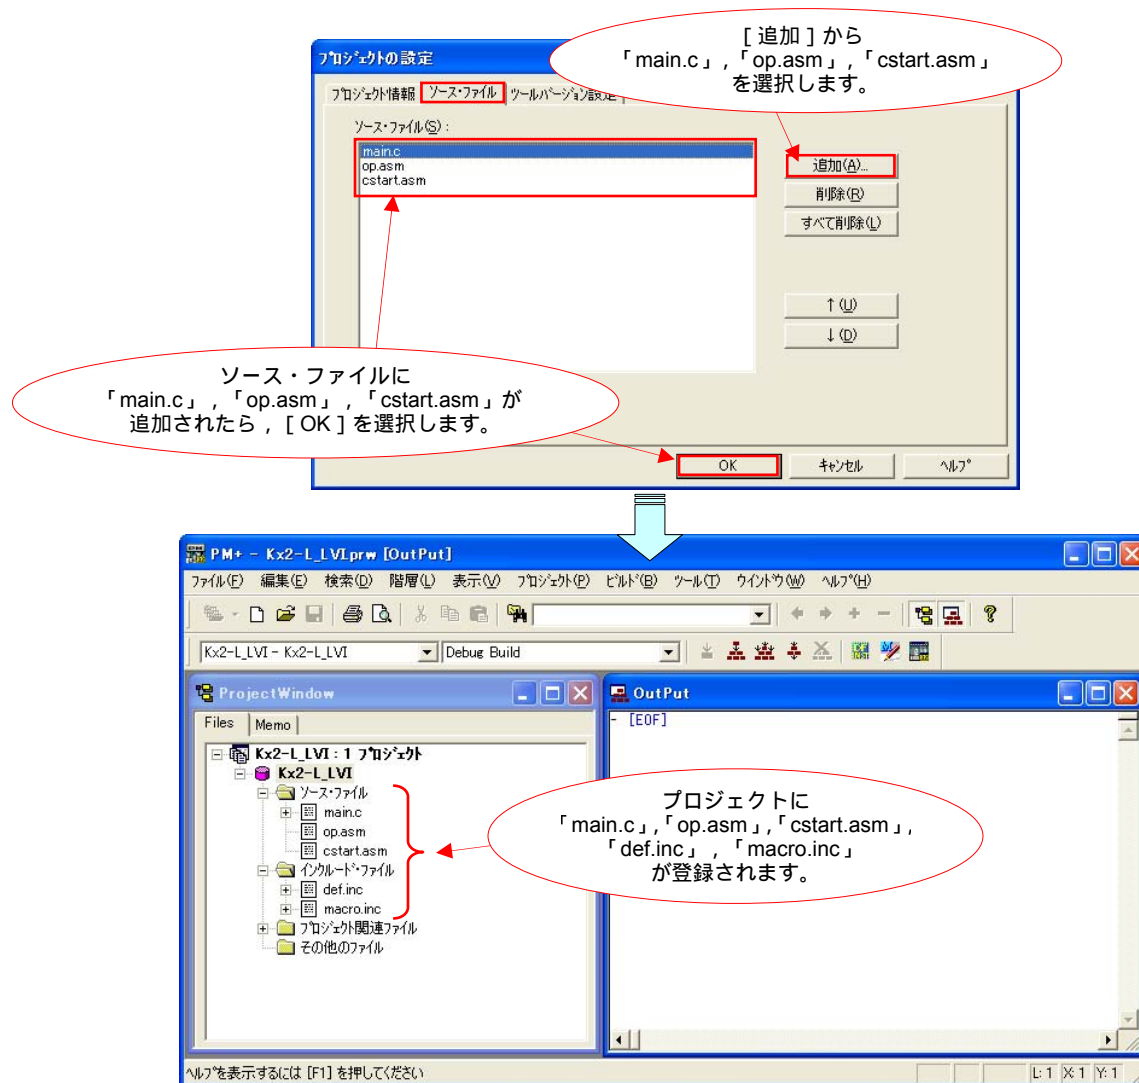 ［追加］から
「main.c」,「op.asm」,「cstart.asm」
を選択します。
プロジェクトの設定
プロジェクト情報
ソース・ファイル
ツールバージョン設定
ソース・ファイル(S) :
main.c
op.asm
cstart.asm
追加(A)...
削除(R)
すべて削除(L)
↑(U)
↓(D)
ソース・ファイルに
「main.c」,「op.asm」,「cstart.asm」が
追加されたら，［OK］を選択します。
OK
キャンセル
ヘルプ
PM+ - Kx2-L_LVI.prw [OutPut]
ファイル(F) 編集(E) 検索(D) 階層(L) 表示(V) プロジェクト(P) ビルド(B) ツール(T) ウインドウ(W) ヘルプ(H)
Kx2-L_LVI - Kx2-L_LVI
Debug Build
ProjectWindow
Files
Memo
Kx2-L_LVI : 1 プロジェクト
Kx2-L_LVI
ソース・ファイル
main.c
op.asm
cstart.asm
インクルード・ファイル
def.inc
macro.inc
プロジェクト関連ファイル
その他のファイル
OutPut
- [EOF]
プロジェクトに
「main.c」,「op.asm」,「cstart.asm」,
「def.inc」,「macro.inc」
が登録されます。
ヘルプを表示するには [F1] を押してください
L:1 X:1 Y:1